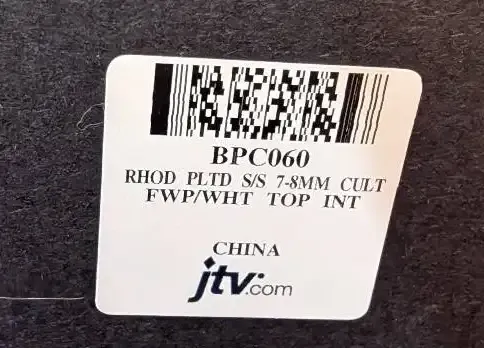 BPC060
RHOD PLTD S/S 7-8MM CULT
FWP/WHT TOP INT
CHINA
jtv.com